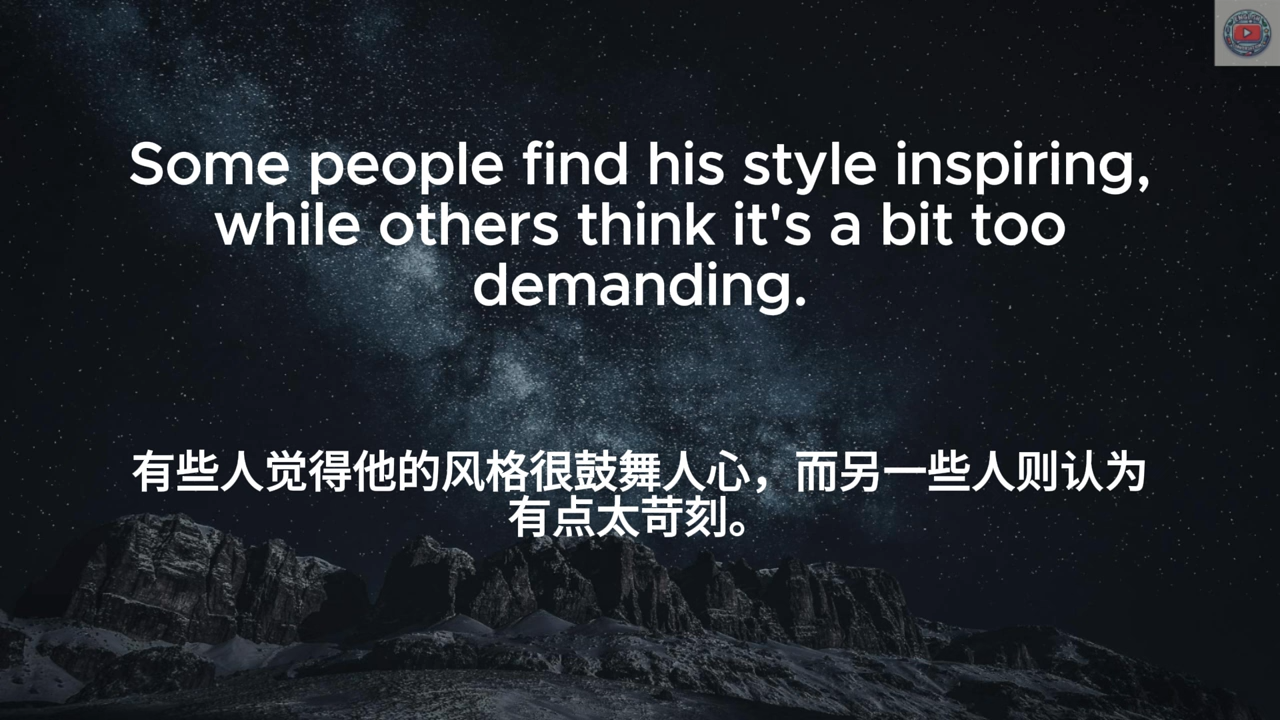 Some people find his style inspiring,
while others think it's a bit too
demanding.
有些人觉得他的风格很鼓舞人心，而另一些人则认为
有点太苛刻。